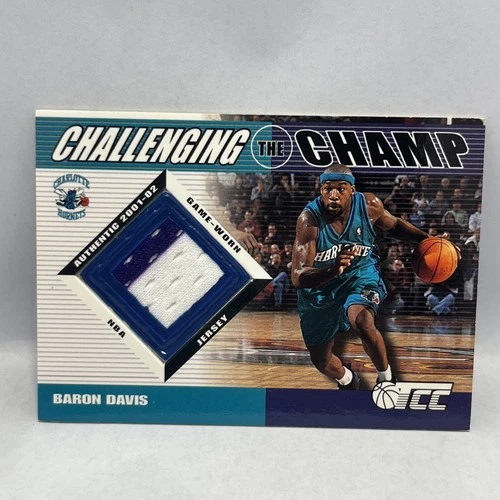 CHALLENGING THE CHAMP
CHARLOTTE
HORNETS
AUTHENTIC 2001-02
GAME-WORN
NBA
JERSEY
CHARLOTTE
BARON DAVIS
TCC